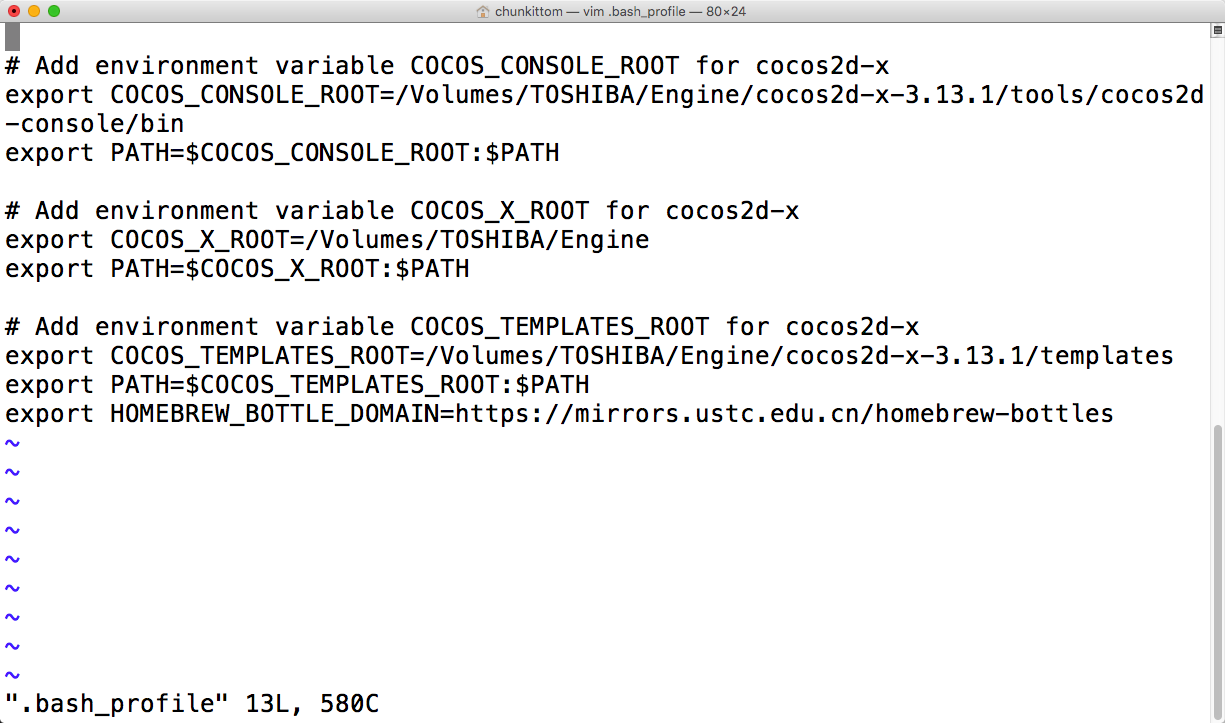 chunkittom — vim .bash_profile — 80×24
# Add environment variable COCOS_CONSOLE_ROOT for cocos2d-x
export COCOS_CONSOLE_ROOT=/Volumes/TOSHIBA/Engine/cocos2d-x-3.13.1/tools/cocos2d
-console/bin
export PATH=$COCOS_CONSOLE_ROOT:$PATH
# Add environment variable COCOS_X_ROOT for cocos2d-x
export COCOS_X_ROOT=/Volumes/TOSHIBA/Engine
export PATH=$COCOS_X_ROOT:$PATH
# Add environment variable COCOS_TEMPLATES_ROOT for cocos2d-x
export COCOS_TEMPLATES_ROOT=/Volumes/TOSHIBA/Engine/cocos2d-x-3.13.1/templates
export PATH=$COCOS_TEMPLATES_ROOT:$PATH
export HOMEBREW_BOTTLE_DOMAIN=https://mirrors.ustc.edu.cn/homebrew-bottles
~
~
~
~
~
~
~
~
~
".bash_profile" 13L, 580C